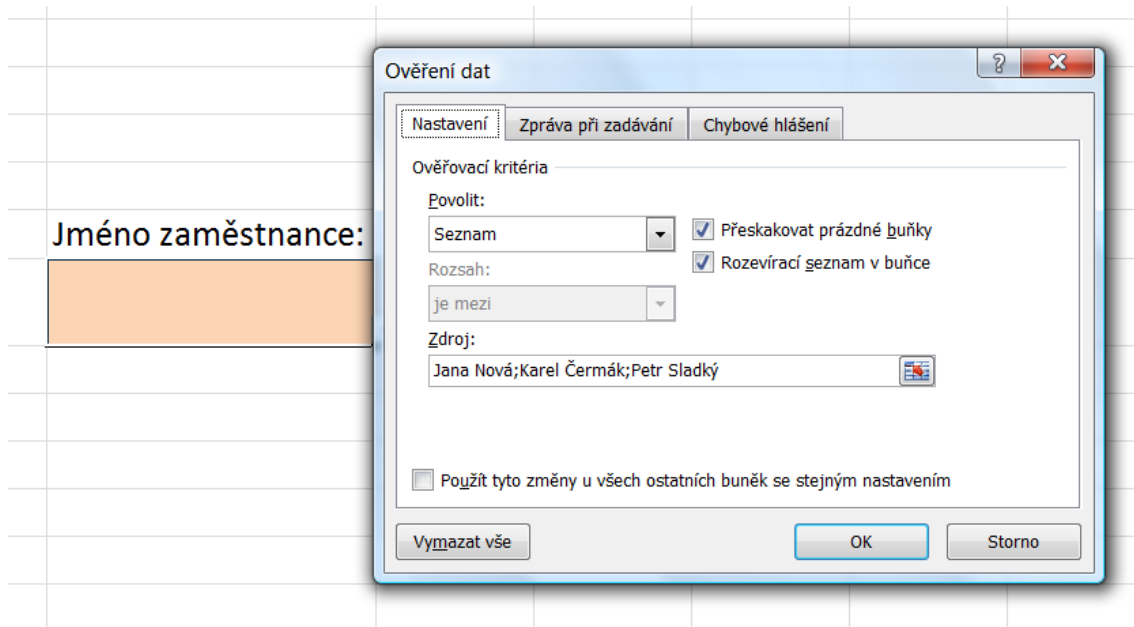 Ověření dat
Nastavení Zpráva při zadávání Chybové hlášení
Ověřovací kritéria
Povolit:
Seznam
Přeskakovat prázdné buňky
Jméno zaměstnance:
Rozsah:
Rozevírací seznam v buňce
je mezi
Zdroj:
Jana Nová;Karel Čermák;Petr Sladký
Použít tyto změny u všech ostatních buněk se stejným nastavením
Vymazat vše OK Storno